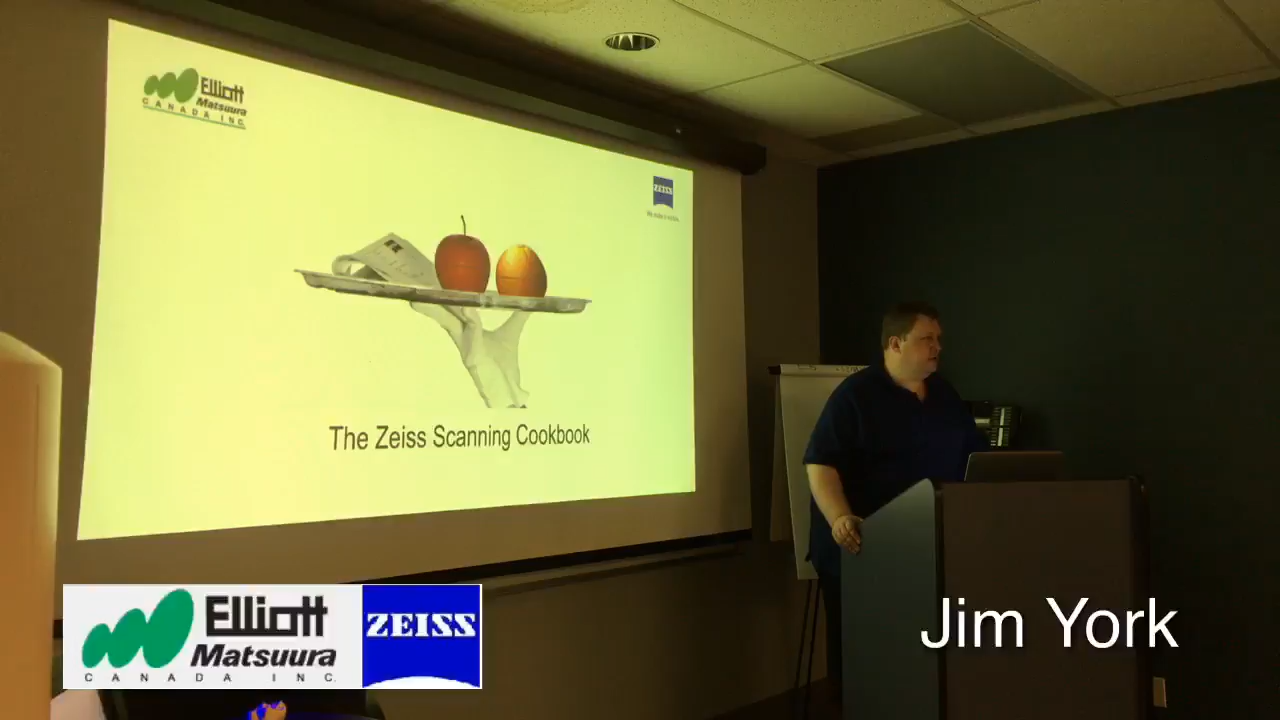 Elliott
Matsuura
CANADA INC.
ZEISS
The Zeiss Scanning Cookbook
Elliott
Matsuura
CANADA INC.
ZEISS
Jim York